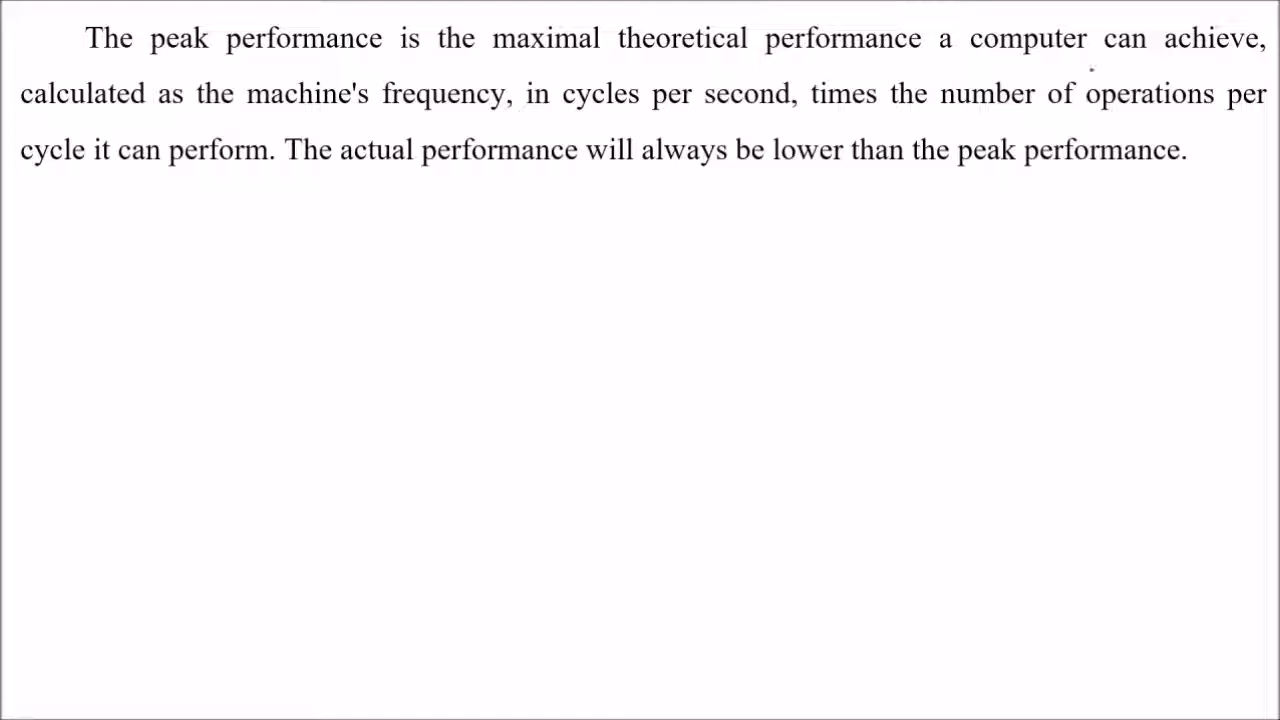 The peak performance is the maximal theoretical performance a computer can achieve,
calculated as the machine's frequency, in cycles per second, times the number of operations per
cycle it can perform. The actual performance will always be lower than the peak performance.